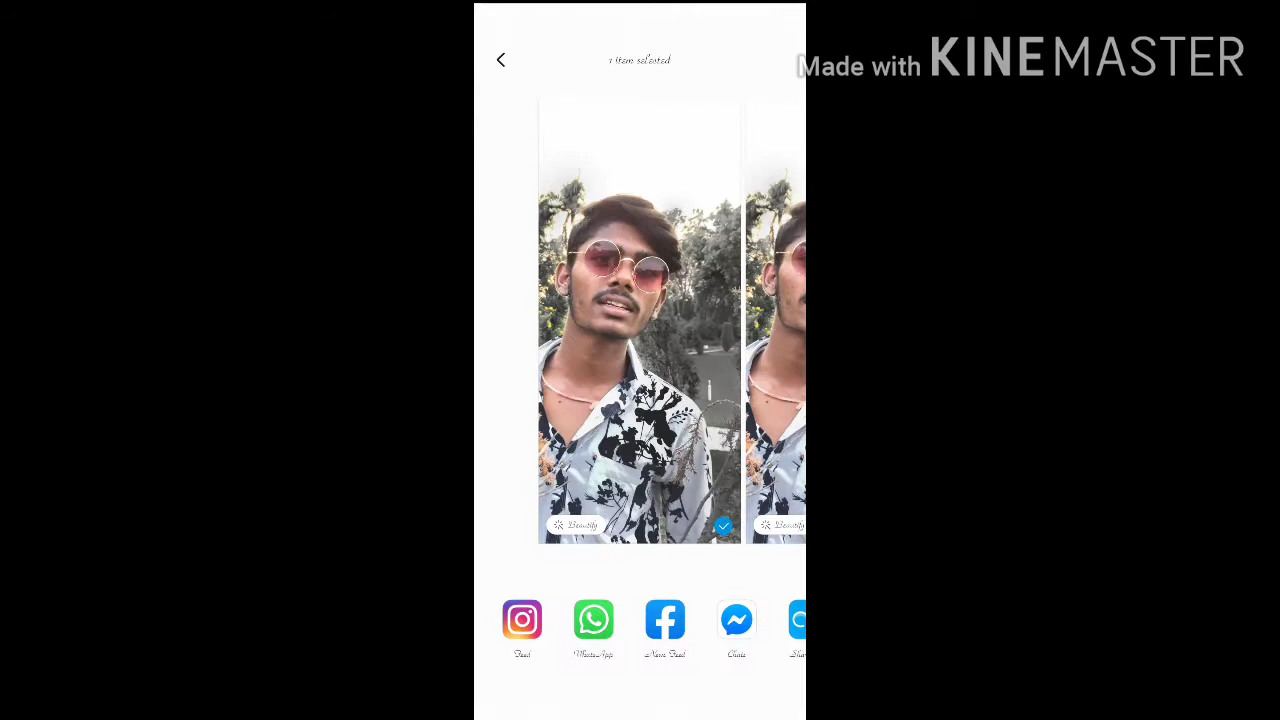 1 item selected
Made with KINEMASTER
Beautify
Beautify
Feed
WhatsApp
News Feed
Chats